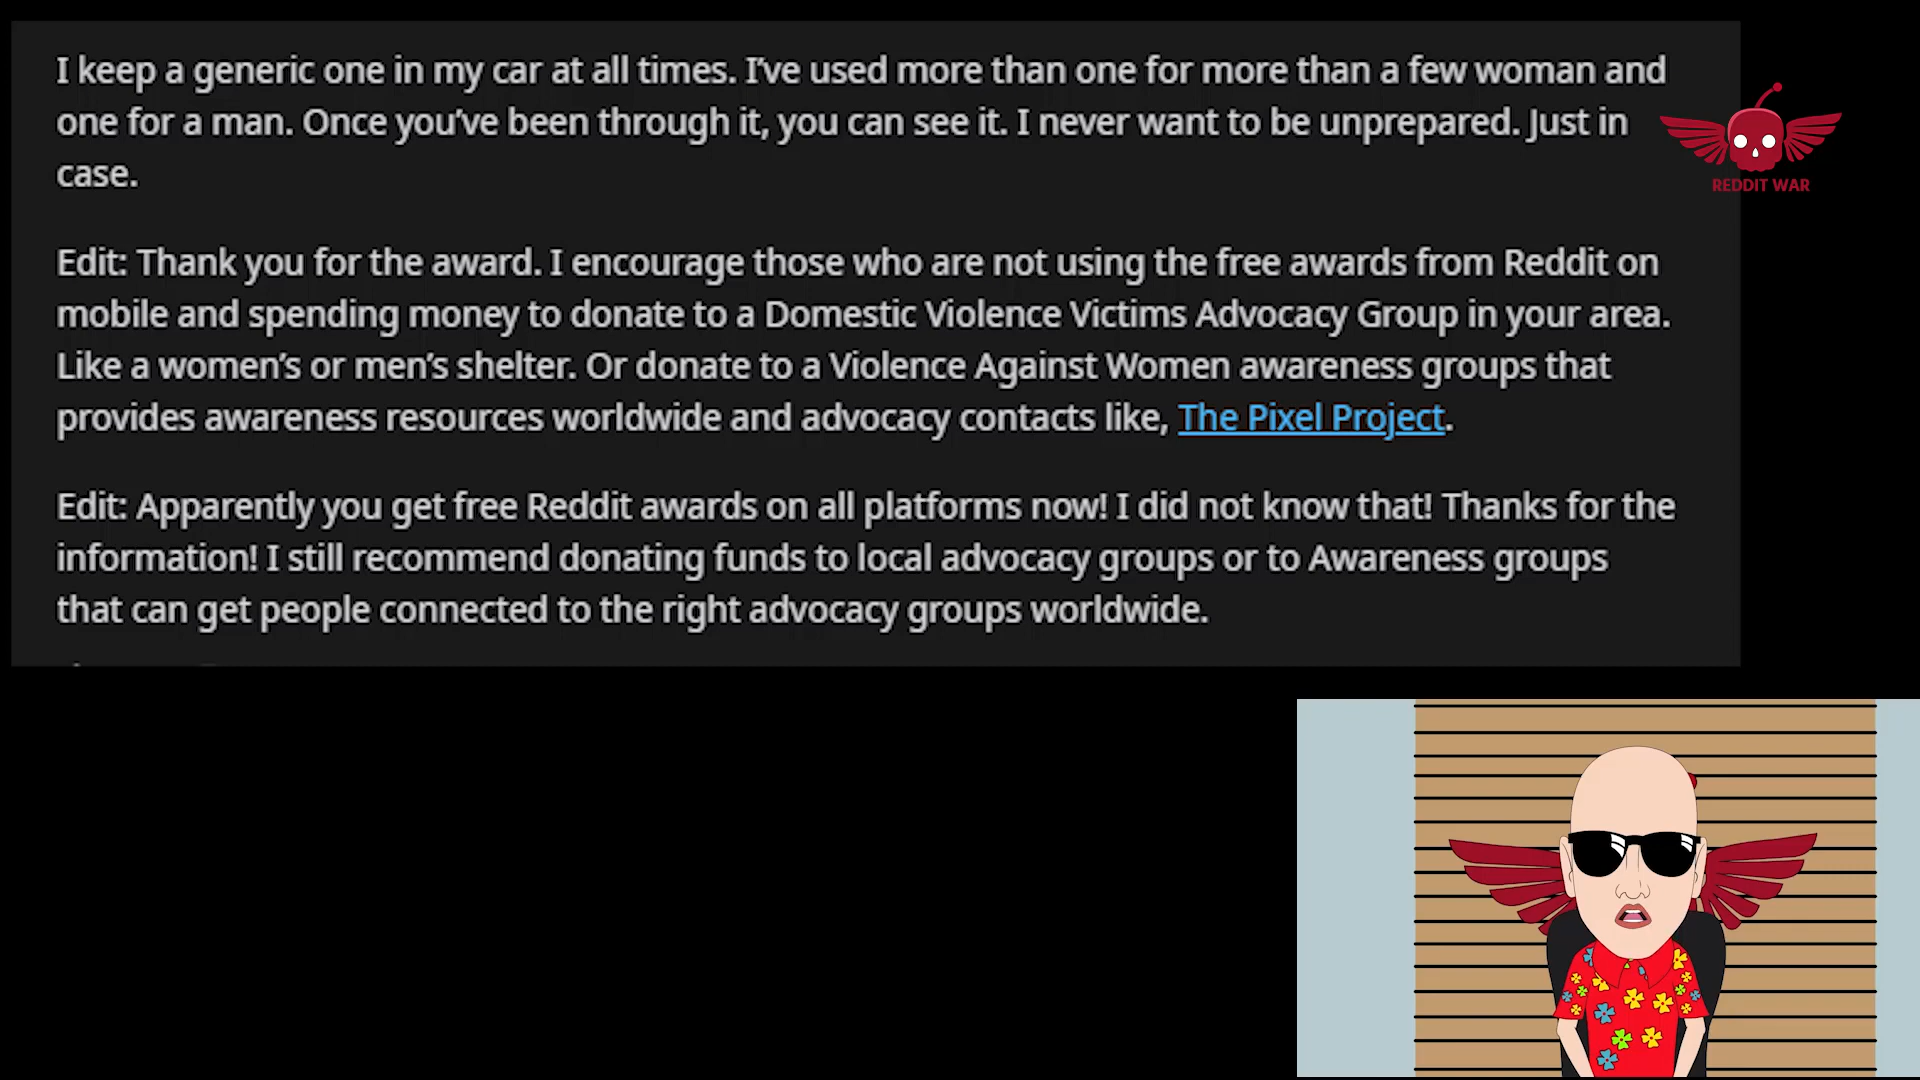 I keep a generic one in my car at all times. I've used more than one for more than a few woman and
one for a man. Once you've been through it, you can see it. I never want to be unprepared. Just in
case.
Edit: Thank you for the award. I encourage those who are not using the free awards from Reddit on
mobile and spending money to donate to a Domestic Violence Victims Advocacy Group in your area.
Like a women's or men's shelter. Or donate to a Violence Against Women awareness groups that
provides awareness resources worldwide and advocacy contacts like, The Pixel Project.
Edit: Apparently you get free Reddit awards on all platforms now! I did not know that! Thanks for the
information! I still recommend donating funds to local advocacy groups or to Awareness groups
that can get people connected to the right advocacy groups worldwide.
REDDIT WAR